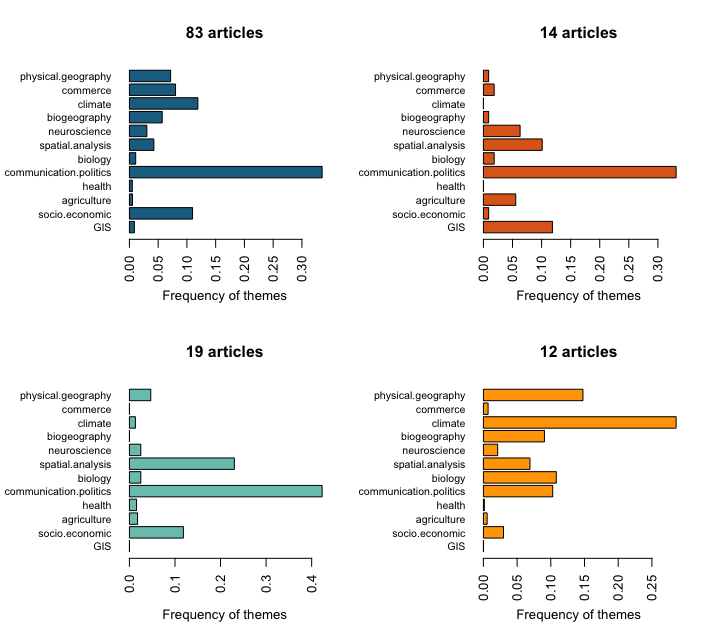 83 articles
physical.geography
commerce
climate
biogeography
neuroscience
spatial.analysis
biology
communication.politics
health
agriculture
socio.economic
GIS
0.00 0.05 0.10 0.15 0.20 0.25 0.30
Frequency of themes
14 articles
physical.geography
commerce
climate
biogeography
neuroscience
spatial.analysis
biology
communication.politics
health
agriculture
socio.economic
GIS
0.00 0.05 0.10 0.15 0.20 0.25 0.30
Frequency of themes
19 articles
physical.geography
commerce
climate
biogeography
neuroscience
spatial.analysis
biology
communication.politics
health
agriculture
socio.economic
GIS
0.0 0.1 0.2 0.3 0.4
Frequency of themes
12 articles
physical.geography
commerce
climate
biogeography
neuroscience
spatial.analysis
biology
communication.politics
health
agriculture
socio.economic
GIS
0.00 0.05 0.10 0.15 0.20 0.25
Frequency of themes